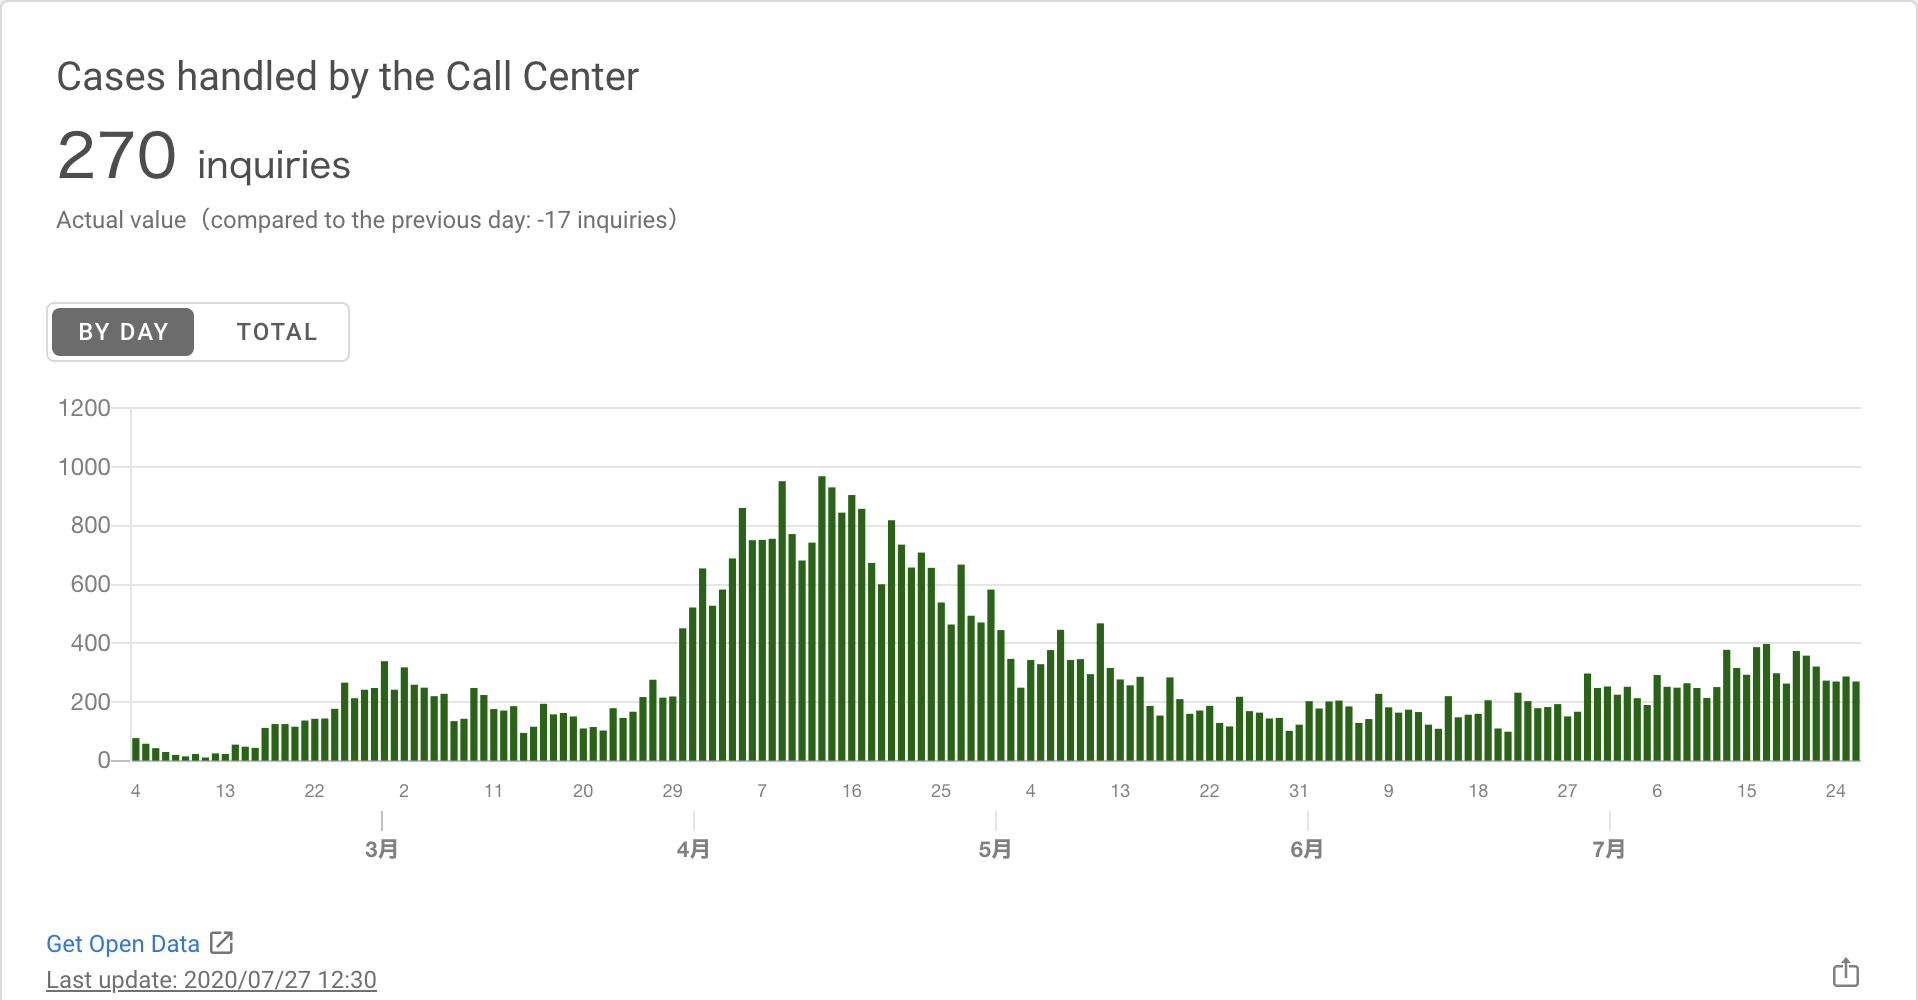 Cases handled by the Call Center
270 inquiries
Actual value（compared to the previous day: -17 inquiries）
BY DAY TOTAL
1200
1000
800
600
400
200
0
4 13 22 2 11 20 29 7 16 25 4 13 22 31 9 18 27 6 15 24
3月 4月 5月 6月 7月
Get Open Data
Last update: 2020/07/27 12:30